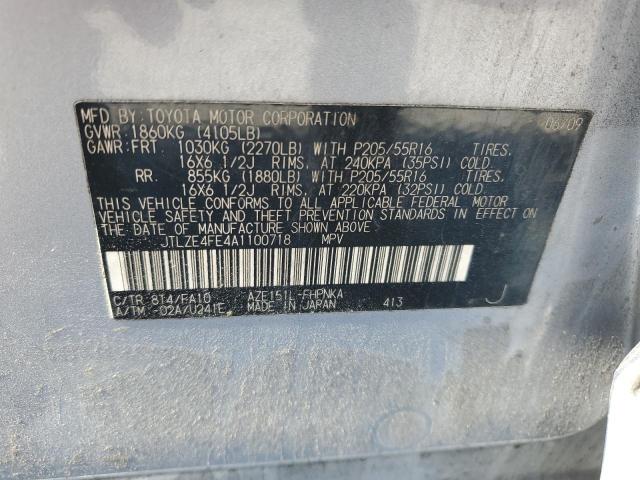 MFD BY: TOYOTA MOTOR CORPORATION 06/09
GVWR: 1860KG (4105LB)
GAWR: FRT 1030KG (2270LB) WITH P205/55R16 TIRES,
16X6 1/2J RIMS, AT 240KPA (35PSI) COLD.
RR. 855KG (1880LB) WITH P205/55R16 TIRES,
16X6 1/2J RIMS, AT 220KPA (32PSI) COLD.
THIS VEHICLE CONFORMS TO ALL APPLICABLE FEDERAL MOTOR
VEHICLE SAFETY AND THEFT PREVENTION STANDARDS IN EFFECT ON
THE DATE OF MANUFACTURE SHOWN ABOVE.
JTLZE4FE4A1100718 MPV
C/TR 8T4/FA10 AZE151L-FHPNKA
A/TM -02A/U241E MADE IN JAPAN 413
J